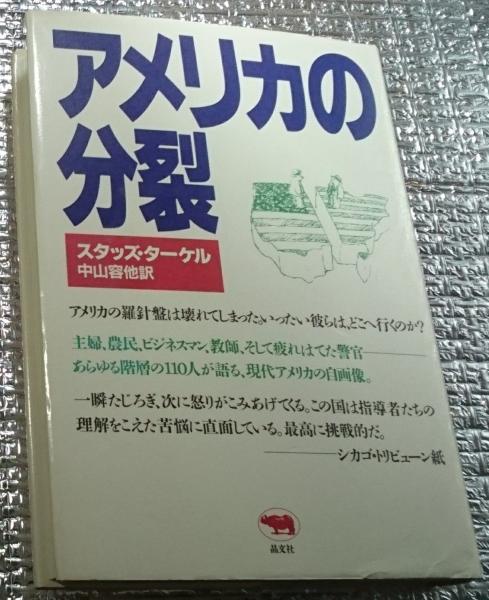 アメリカの
分裂
スタッズ・ターケル
中山容他訳
アメリカの羅針盤は壊れてしまった。いったい彼らは、どこへ行くのか?
主婦、農民、ビジネスマン、教師、そして疲れはてた警官――
あらゆる階層の110人が語る、現代アメリカの自画像。
一瞬たじろぎ、次に怒りがこみあげてくる。この国は指導者たちの
理解をこえた苦悩に直面している。最高に挑戦的だ。
――シカゴ・トリビューン紙
晶文社